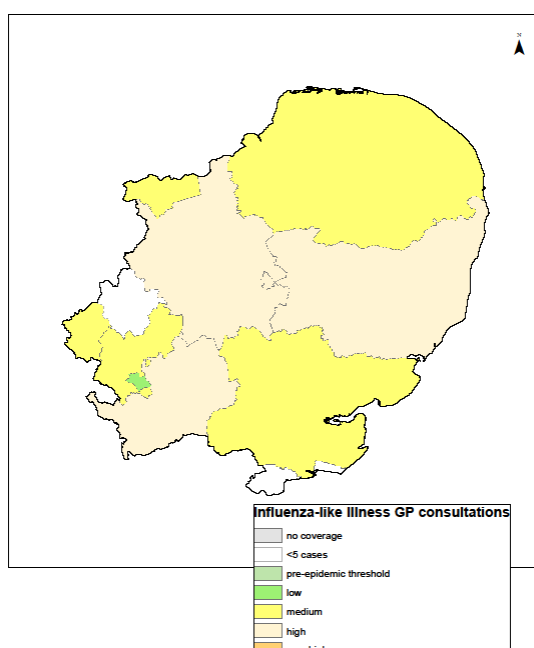 N
Influenza-like Illness GP consultations
no coverage
<5 cases
pre-epidemic threshold
low
medium
high